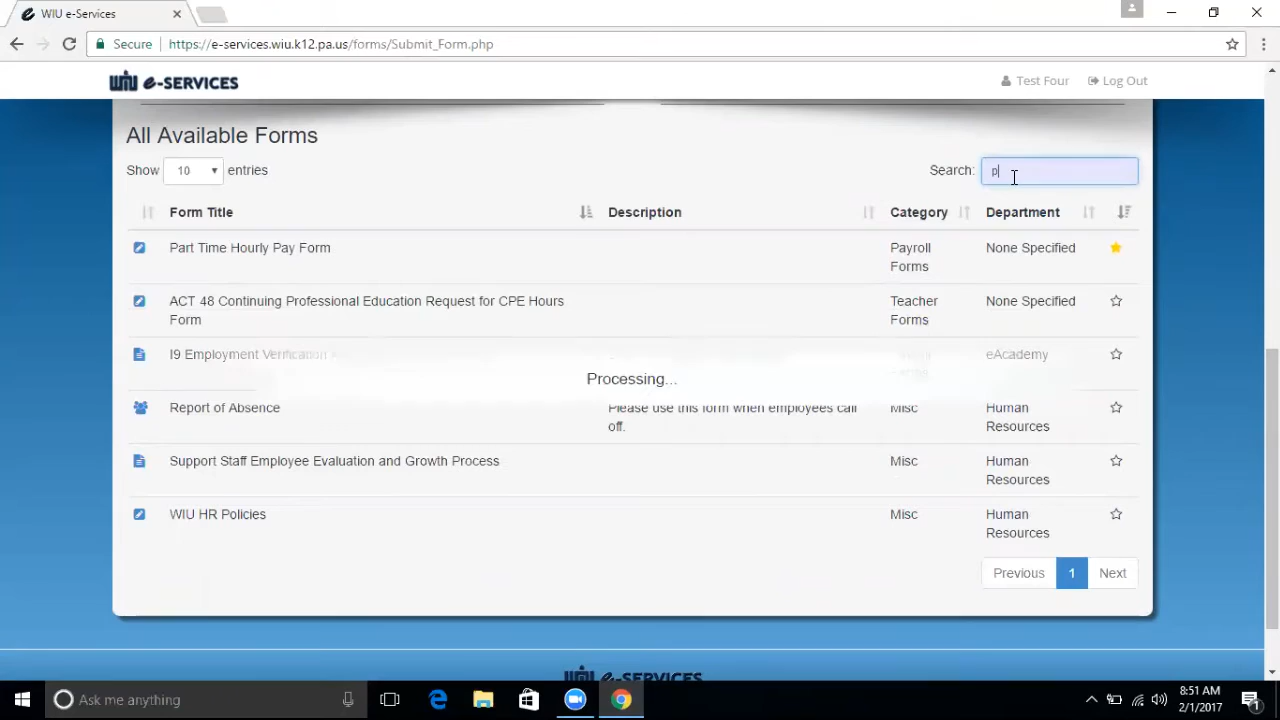 WIU e-Services
Secure
https://e-services.wiu.k12.pa.us/forms/Submit_Form.php
WIU e-SERVICES
Test Four
Log Out
All Available Forms
Show 10 entries
Search: p
Form Title Description Category Department
Part Time Hourly Pay Form Payroll None Specified
Forms
ACT 48 Continuing Professional Education Request for CPE Hours Teacher None Specified
Form Forms
I9 Employment Verification eAcademy
Processing...
Report of Absence Please use this form when employees call Misc Human
off. Resources
Support Staff Employee Evaluation and Growth Process Misc Human
Resources
WIU HR Policies Misc Human
Resources
Previous 1 Next
WIU e-SERVICES
Ask me anything
8:51 AM
2/1/2017
1